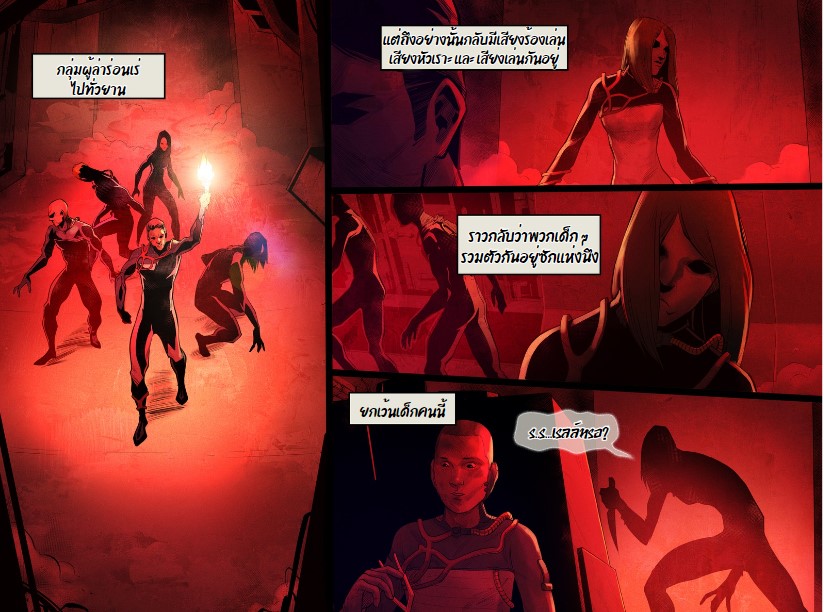 กลุ่มผู้ล่าร่อนเร่
ไปทั่วยาน
แต่ถึงอย่างนั้นกลับมีเสียงร้องเล่น
เสียงหัวเราะ และ เสียงเล่นกันอยู่
ราวกลับว่าพวกเด็ก ๆ
รวมตัวกันอยู่ซักแห่งนึง
ยกเว้นเด็กคนนี้
ร.ร...เรลส์หรอ?